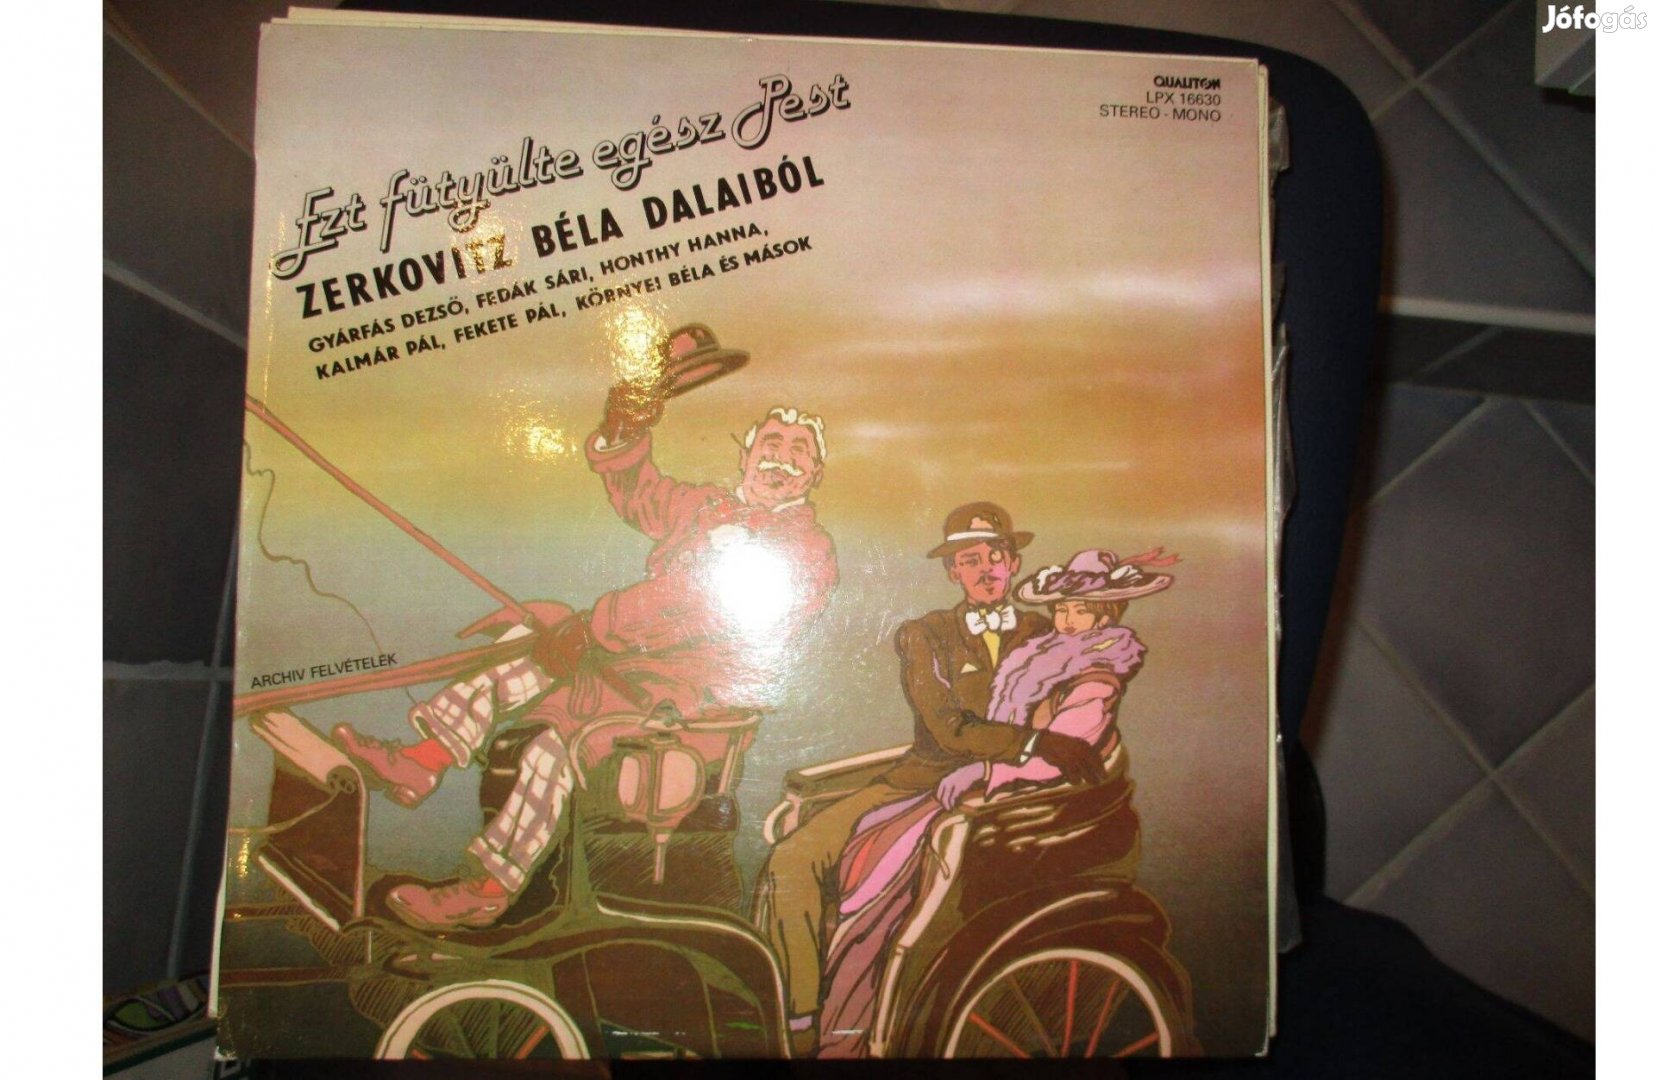 Jófogás
QUALITON
LPX 16630
STEREO - MONO
Ezt fütyülte egész Pest
ZERKOVITZ BÉLA DALAIBÓL
GYÁRFÁS DEZSŐ, FEDÁK SÁRI, HONTHY HANNA,
KALMÁR PÁL, FEKETE PÁL, KÖRNYEI BÉLA ÉS MÁSOK
ARCHIV FELVÉTELEK